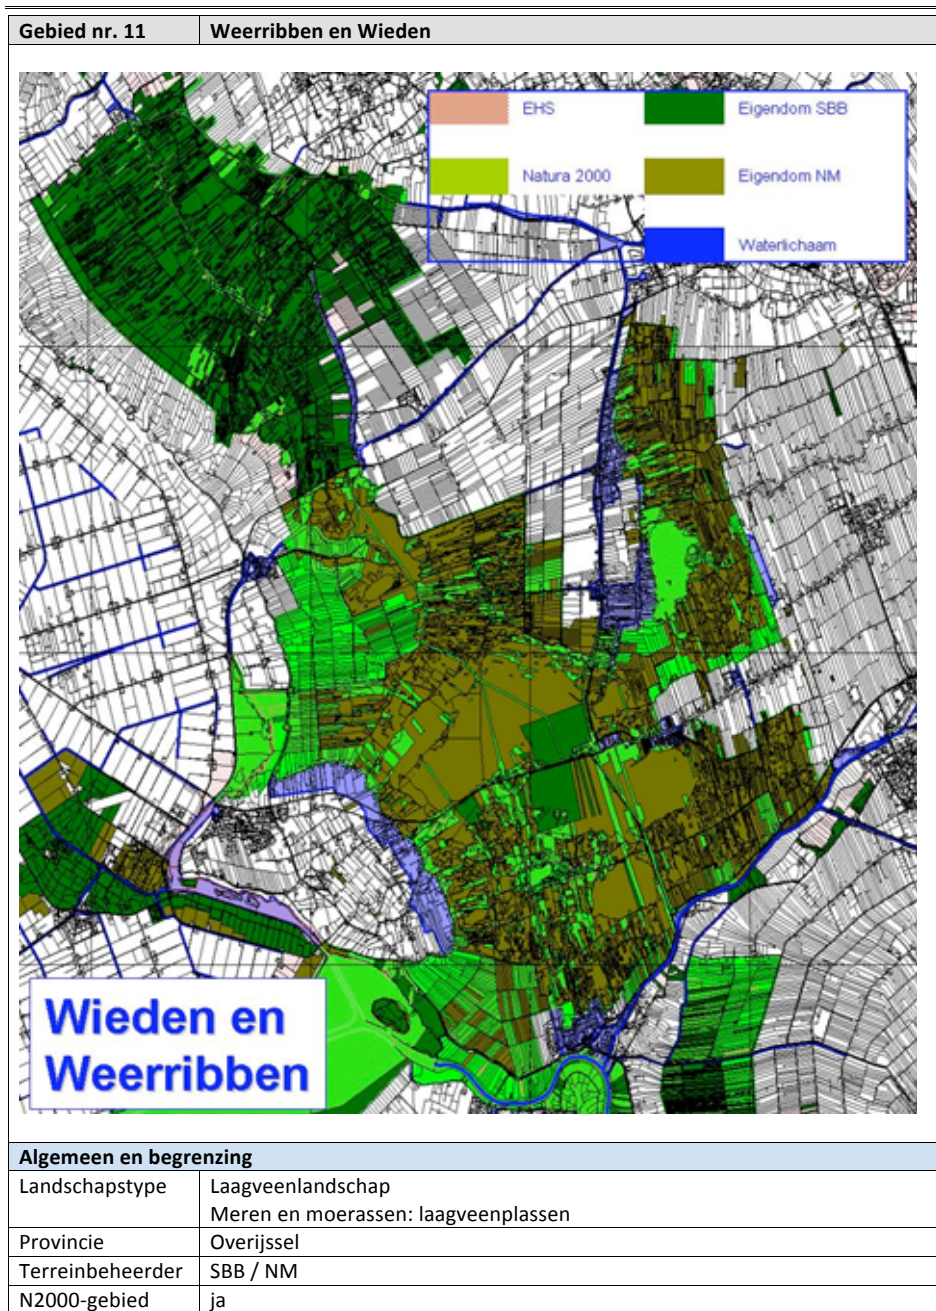 Gebied nr. 11 Weerribben en Wieden
EHS Eigendom SBB
Natura 2000 Eigendom NM
Waterlichaam
Wieden en
Weerribben
Algemeen en begrenzing
Landschapstype Laagveenlandschap
Meren en moerassen: laagveenplassen
Provincie Overijssel
Terreinbeheerder SBB / NM
N2000-gebied ja